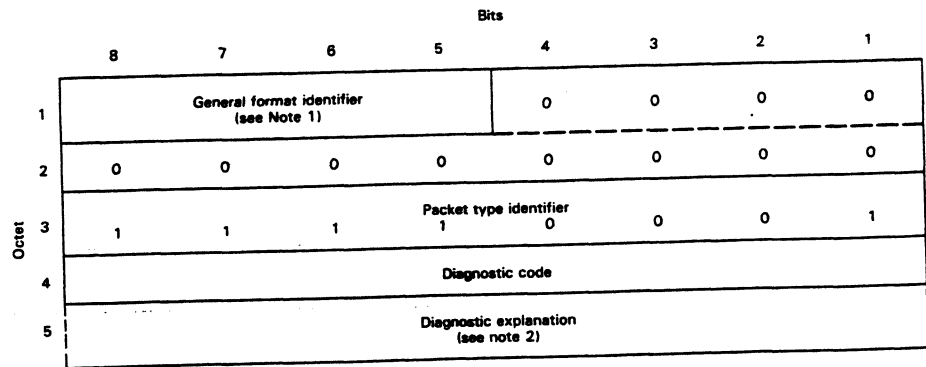 Bits
8 7 6 5 4 3 2 1
1 General format identifier 0 0 0 0
(see Note 1)
2 0 0 0 0 0 0 0 0
Packet type identifier
3 1 1 1 1 0 0 0 1
Octet
4 Diagnostic code
5 Diagnostic explanation
(see note 2)